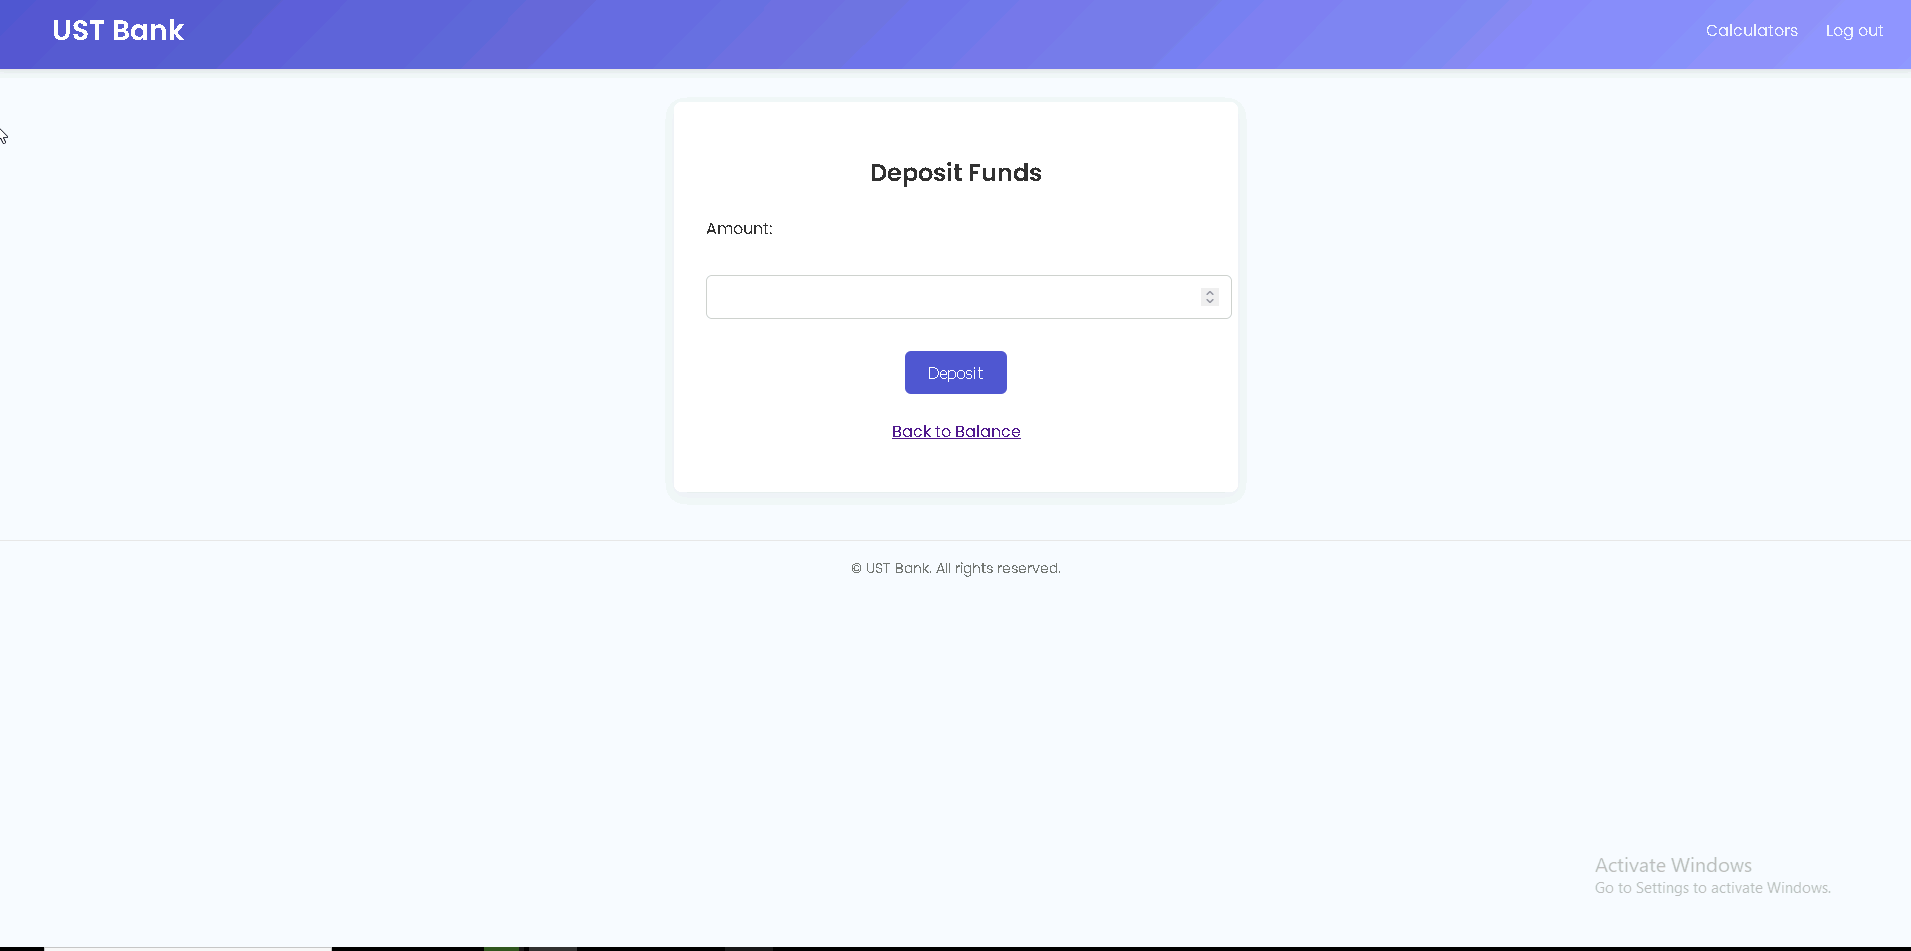 UST Bank
Calculators
Log out
Deposit Funds
Amount:
Deposit
Back to Balance
© UST Bank. All rights reserved.
Activate Windows
Go to Settings to activate Windows.